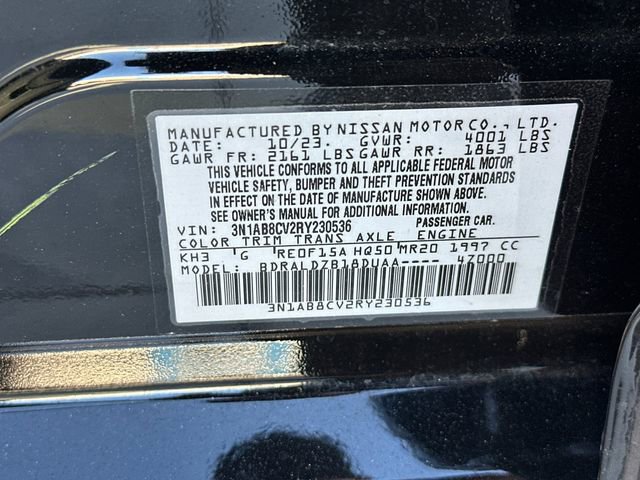 MANUFACTURED BY NISSAN MOTOR CO., LTD.
DATE: 10/23. GVWR: 4001 LBS
GAWR FR: 2161 LBS GAWR RR: 1863 LBS
THIS VEHICLE CONFORMS TO ALL APPLICABLE FEDERAL MOTOR
VEHICLE SAFETY, BUMPER AND THEFT PREVENTION STANDARDS
IN EFFECT ON THE DATE OF MANUFACTURE SHOWN ABOVE.
SEE OWNER'S MANUAL FOR ADDITIONAL INFORMATION.
VIN: 3N1AB8CV2RY230536 PASSENGER CAR.
COLOR TRIM TRANS AXLE ENGINE
KH3 G RE0F15A HQ50 MR20 1997 CC
MODEL: BDRALDZB18DUAA---- 47000
3N1AB8CV2RY230536